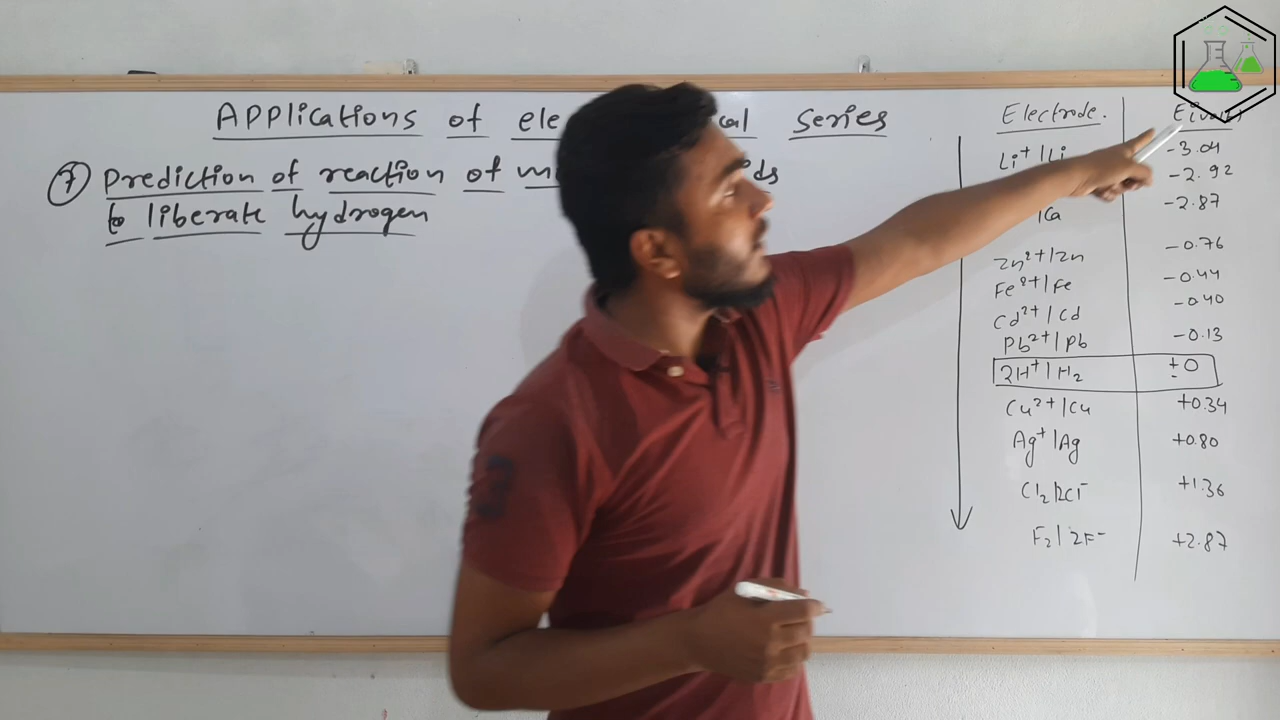 Applications of ele cal series
7 Prediction of reaction of m ds
to liberate hydrogen
Electrode. E(volt)
Li⁺|Li -3.04
-2.92
|Ca -2.87
Zn²⁺|Zn -0.76
Fe²⁺|Fe -0.44
Cd²⁺|Cd -0.40
Pb²⁺|Pb -0.13
2H⁺|H₂ ±0
Cu²⁺|Cu +0.34
Ag⁺|Ag +0.80
Cl₂|2Cl⁻ +1.36
F₂|2F⁻ +2.87